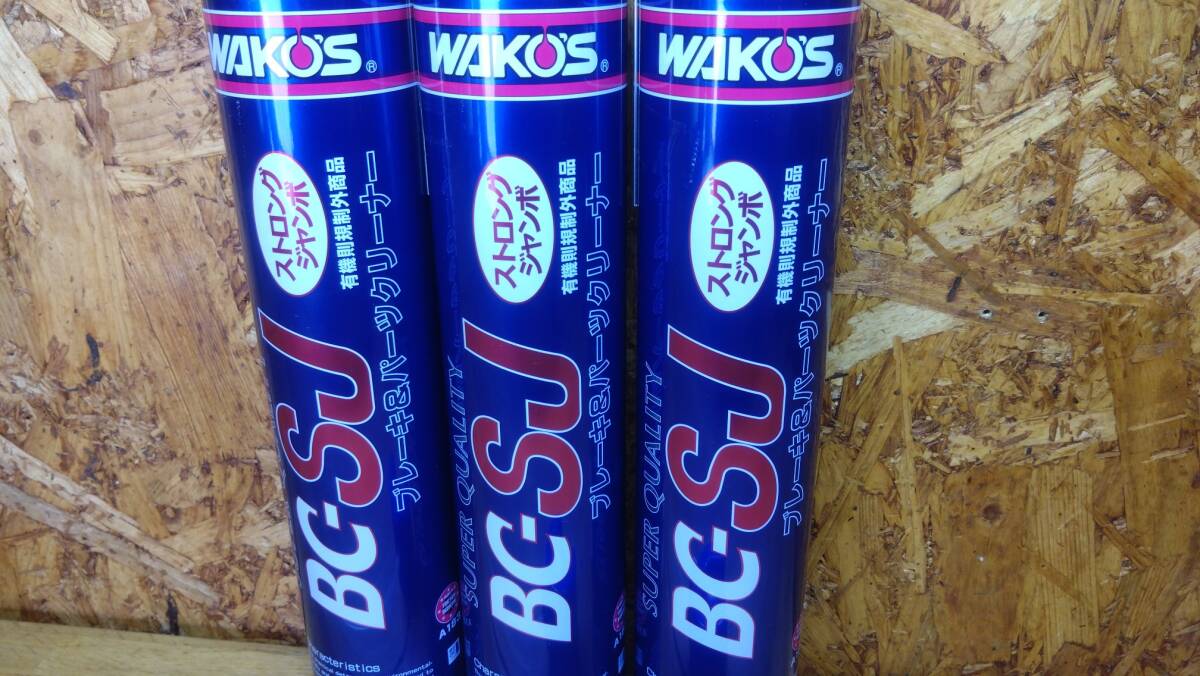 WAKO'S®
ストロング
ジャンボ
有機則規制外商品
BC-SJ
ブレーキ&パーツクリーナー
WAKO'S®
ストロング
ジャンボ
有機則規制外商品
SUPER QUALITY
BC-SJ
ブレーキ&パーツクリーナー
WAKO'S®
ストロング
ジャンボ
有機則規制外商品
SUPER QUALITY
BC-SJ
ブレーキ&パーツクリーナー